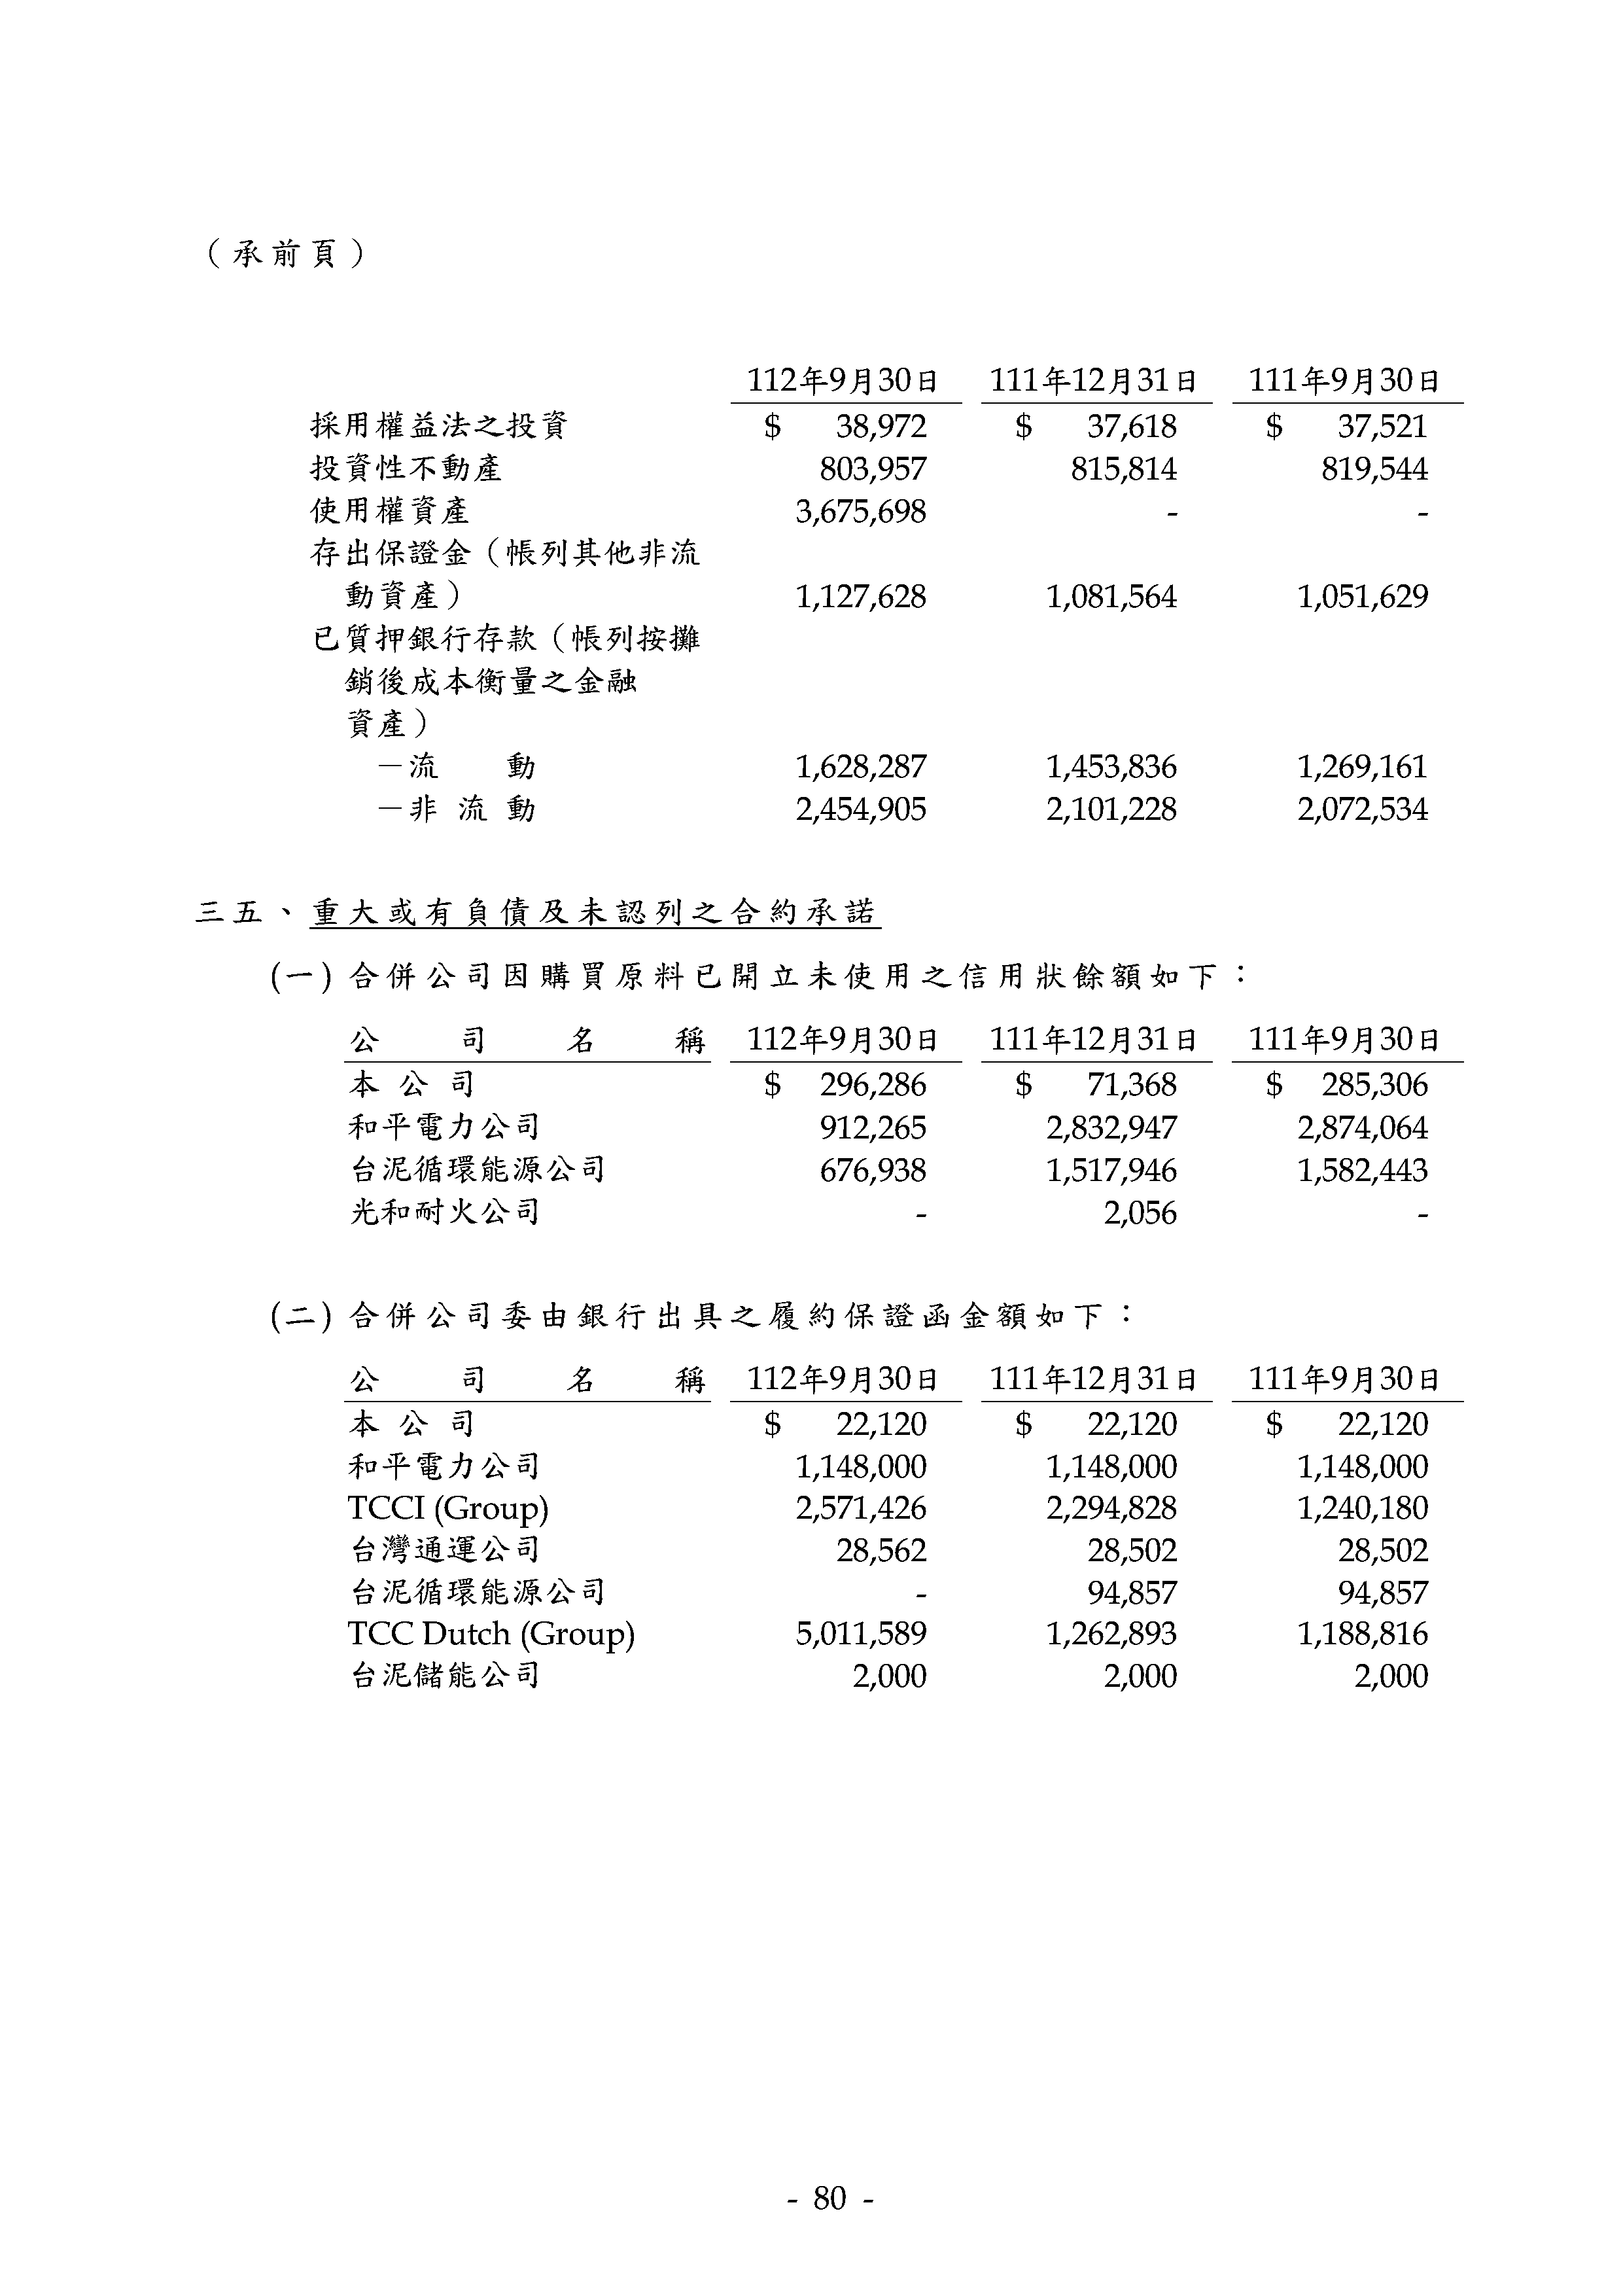 （承前頁）
112年9月30日 111年12月31日 111年9月30日
採用權益法之投資 $ 38,972 $ 37,618 $ 37,521
投資性不動產 803,957 815,814 819,544
使用權資產 3,675,698 - -
存出保證金（帳列其他非流
動資產） 1,127,628 1,081,564 1,051,629
已質押銀行存款（帳列按攤
銷後成本衡量之金融
資產）
－流　　動 1,628,287 1,453,836 1,269,161
－非 流 動 2,454,905 2,101,228 2,072,534
三五、重大或有負債及未認列之合約承諾
(一) 合併公司因購買原料已開立未使用之信用狀餘額如下：
公　司　名　稱 112年9月30日 111年12月31日 111年9月30日
本 公 司 $ 296,286 $ 71,368 $ 285,306
和平電力公司 912,265 2,832,947 2,874,064
台泥循環能源公司 676,938 1,517,946 1,582,443
光和耐火公司 - 2,056 -
(二) 合併公司委由銀行出具之履約保證函金額如下：
公　司　名　稱 112年9月30日 111年12月31日 111年9月30日
本 公 司 $ 22,120 $ 22,120 $ 22,120
和平電力公司 1,148,000 1,148,000 1,148,000
TCCI (Group) 2,571,426 2,294,828 1,240,180
台灣通運公司 28,562 28,502 28,502
台泥循環能源公司 - 94,857 94,857
TCC Dutch (Group) 5,011,589 1,262,893 1,188,816
台泥儲能公司 2,000 2,000 2,000
- 80 -